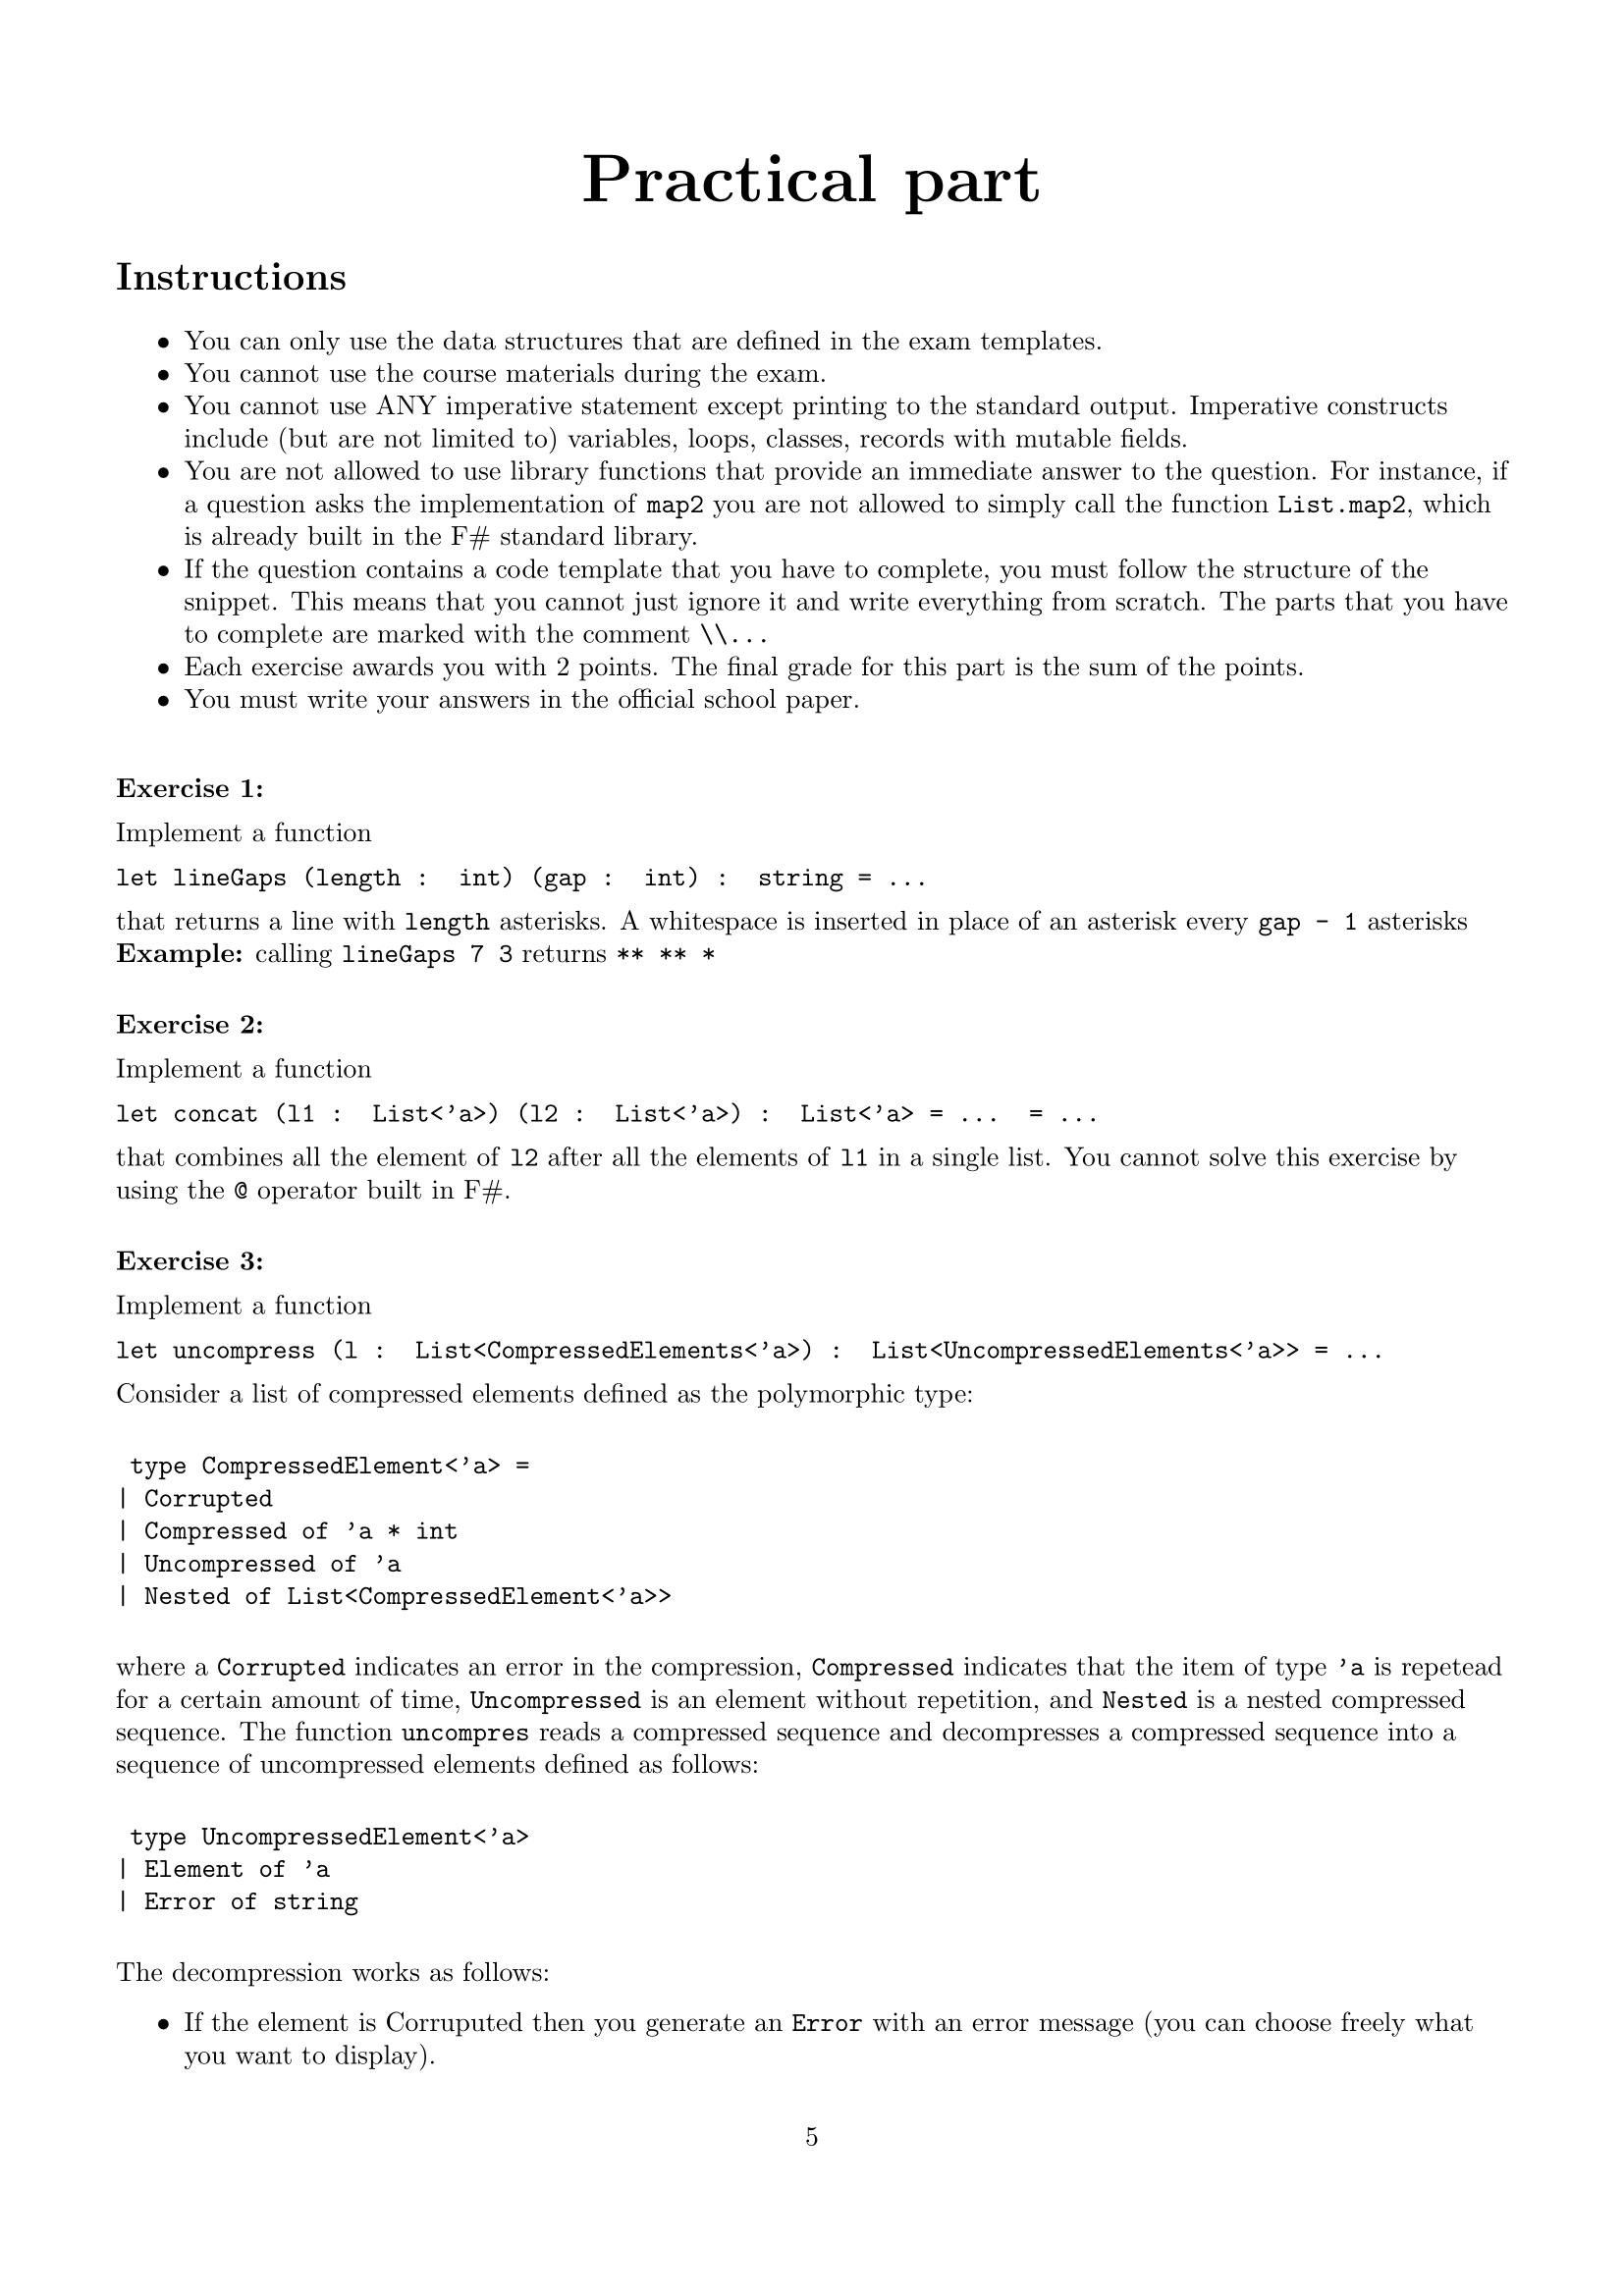 Practical part
Instructions
• You can only use the data structures that are defined in the exam templates.
• You cannot use the course materials during the exam.
• You cannot use ANY imperative statement except printing to the standard output. Imperative constructs
include (but are not limited to) variables, loops, classes, records with mutable fields.
• You are not allowed to use library functions that provide an immediate answer to the question. For instance, if
a question asks the implementation of map2 you are not allowed to simply call the function List.map2, which
is already built in the F# standard library.
• If the question contains a code template that you have to complete, you must follow the structure of the
snippet. This means that you cannot just ignore it and write everything from scratch. The parts that you have
to complete are marked with the comment \\...
• Each exercise awards you with 2 points. The final grade for this part is the sum of the points.
• You must write your answers in the official school paper.
Exercise 1:
Implement a function
let lineGaps (length :  int) (gap :  int) :  string = ...
that returns a line with length asterisks. A whitespace is inserted in place of an asterisk every gap - 1 asterisks
Example: calling lineGaps 7 3 returns ** ** *
Exercise 2:
Implement a function
let concat (l1 :  List<'a>) (l2 :  List<'a>) :  List<'a> = ...  = ...
that combines all the element of l2 after all the elements of l1 in a single list. You cannot solve this exercise by
using the @ operator built in F#.
Exercise 3:
Implement a function
let uncompress (l :  List<CompressedElements<'a>) :  List<UncompressedElements<'a>> = ...
Consider a list of compressed elements defined as the polymorphic type:
type CompressedElement<'a> =
| Corrupted
| Compressed of 'a * int
| Uncompressed of 'a
| Nested of List<CompressedElement<'a>>
where a Corrupted indicates an error in the compression, Compressed indicates that the item of type 'a is repetead
for a certain amount of time, Uncompressed is an element without repetition, and Nested is a nested compressed
sequence. The function uncompres reads a compressed sequence and decompresses a compressed sequence into a
sequence of uncompressed elements defined as follows:
type UncompressedElement<'a>
| Element of 'a
| Error of string
The decompression works as follows:
• If the element is Corruputed then you generate an Error with an error message (you can choose freely what
you want to display).
5